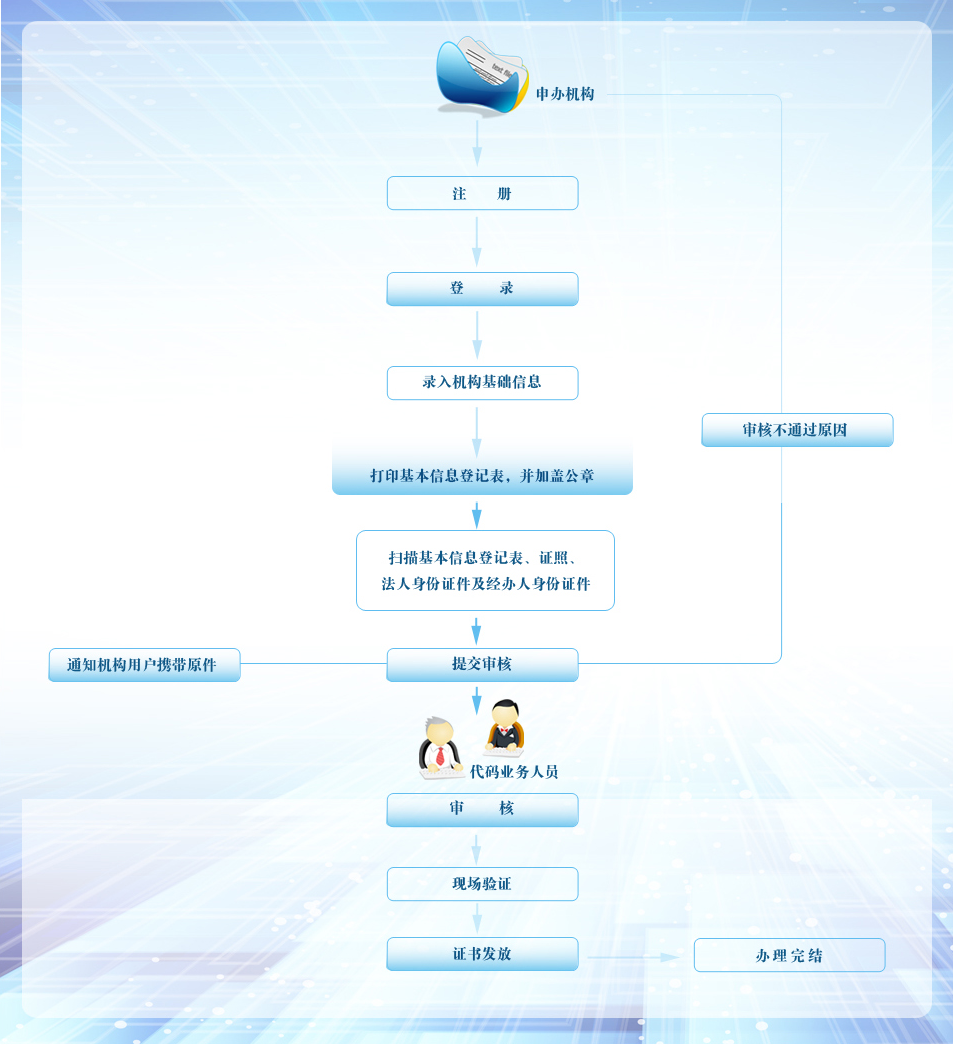 text file
申办机构
注 册
登 录
录入机构基础信息
审核不通过原因
打印基本信息登记表，并加盖公章
扫描基本信息登记表、证照、
法人身份证件及经办人身份证件
通知机构用户携带原件
提交审核
代码业务人员
审 核
现场验证
证书发放
办理完结